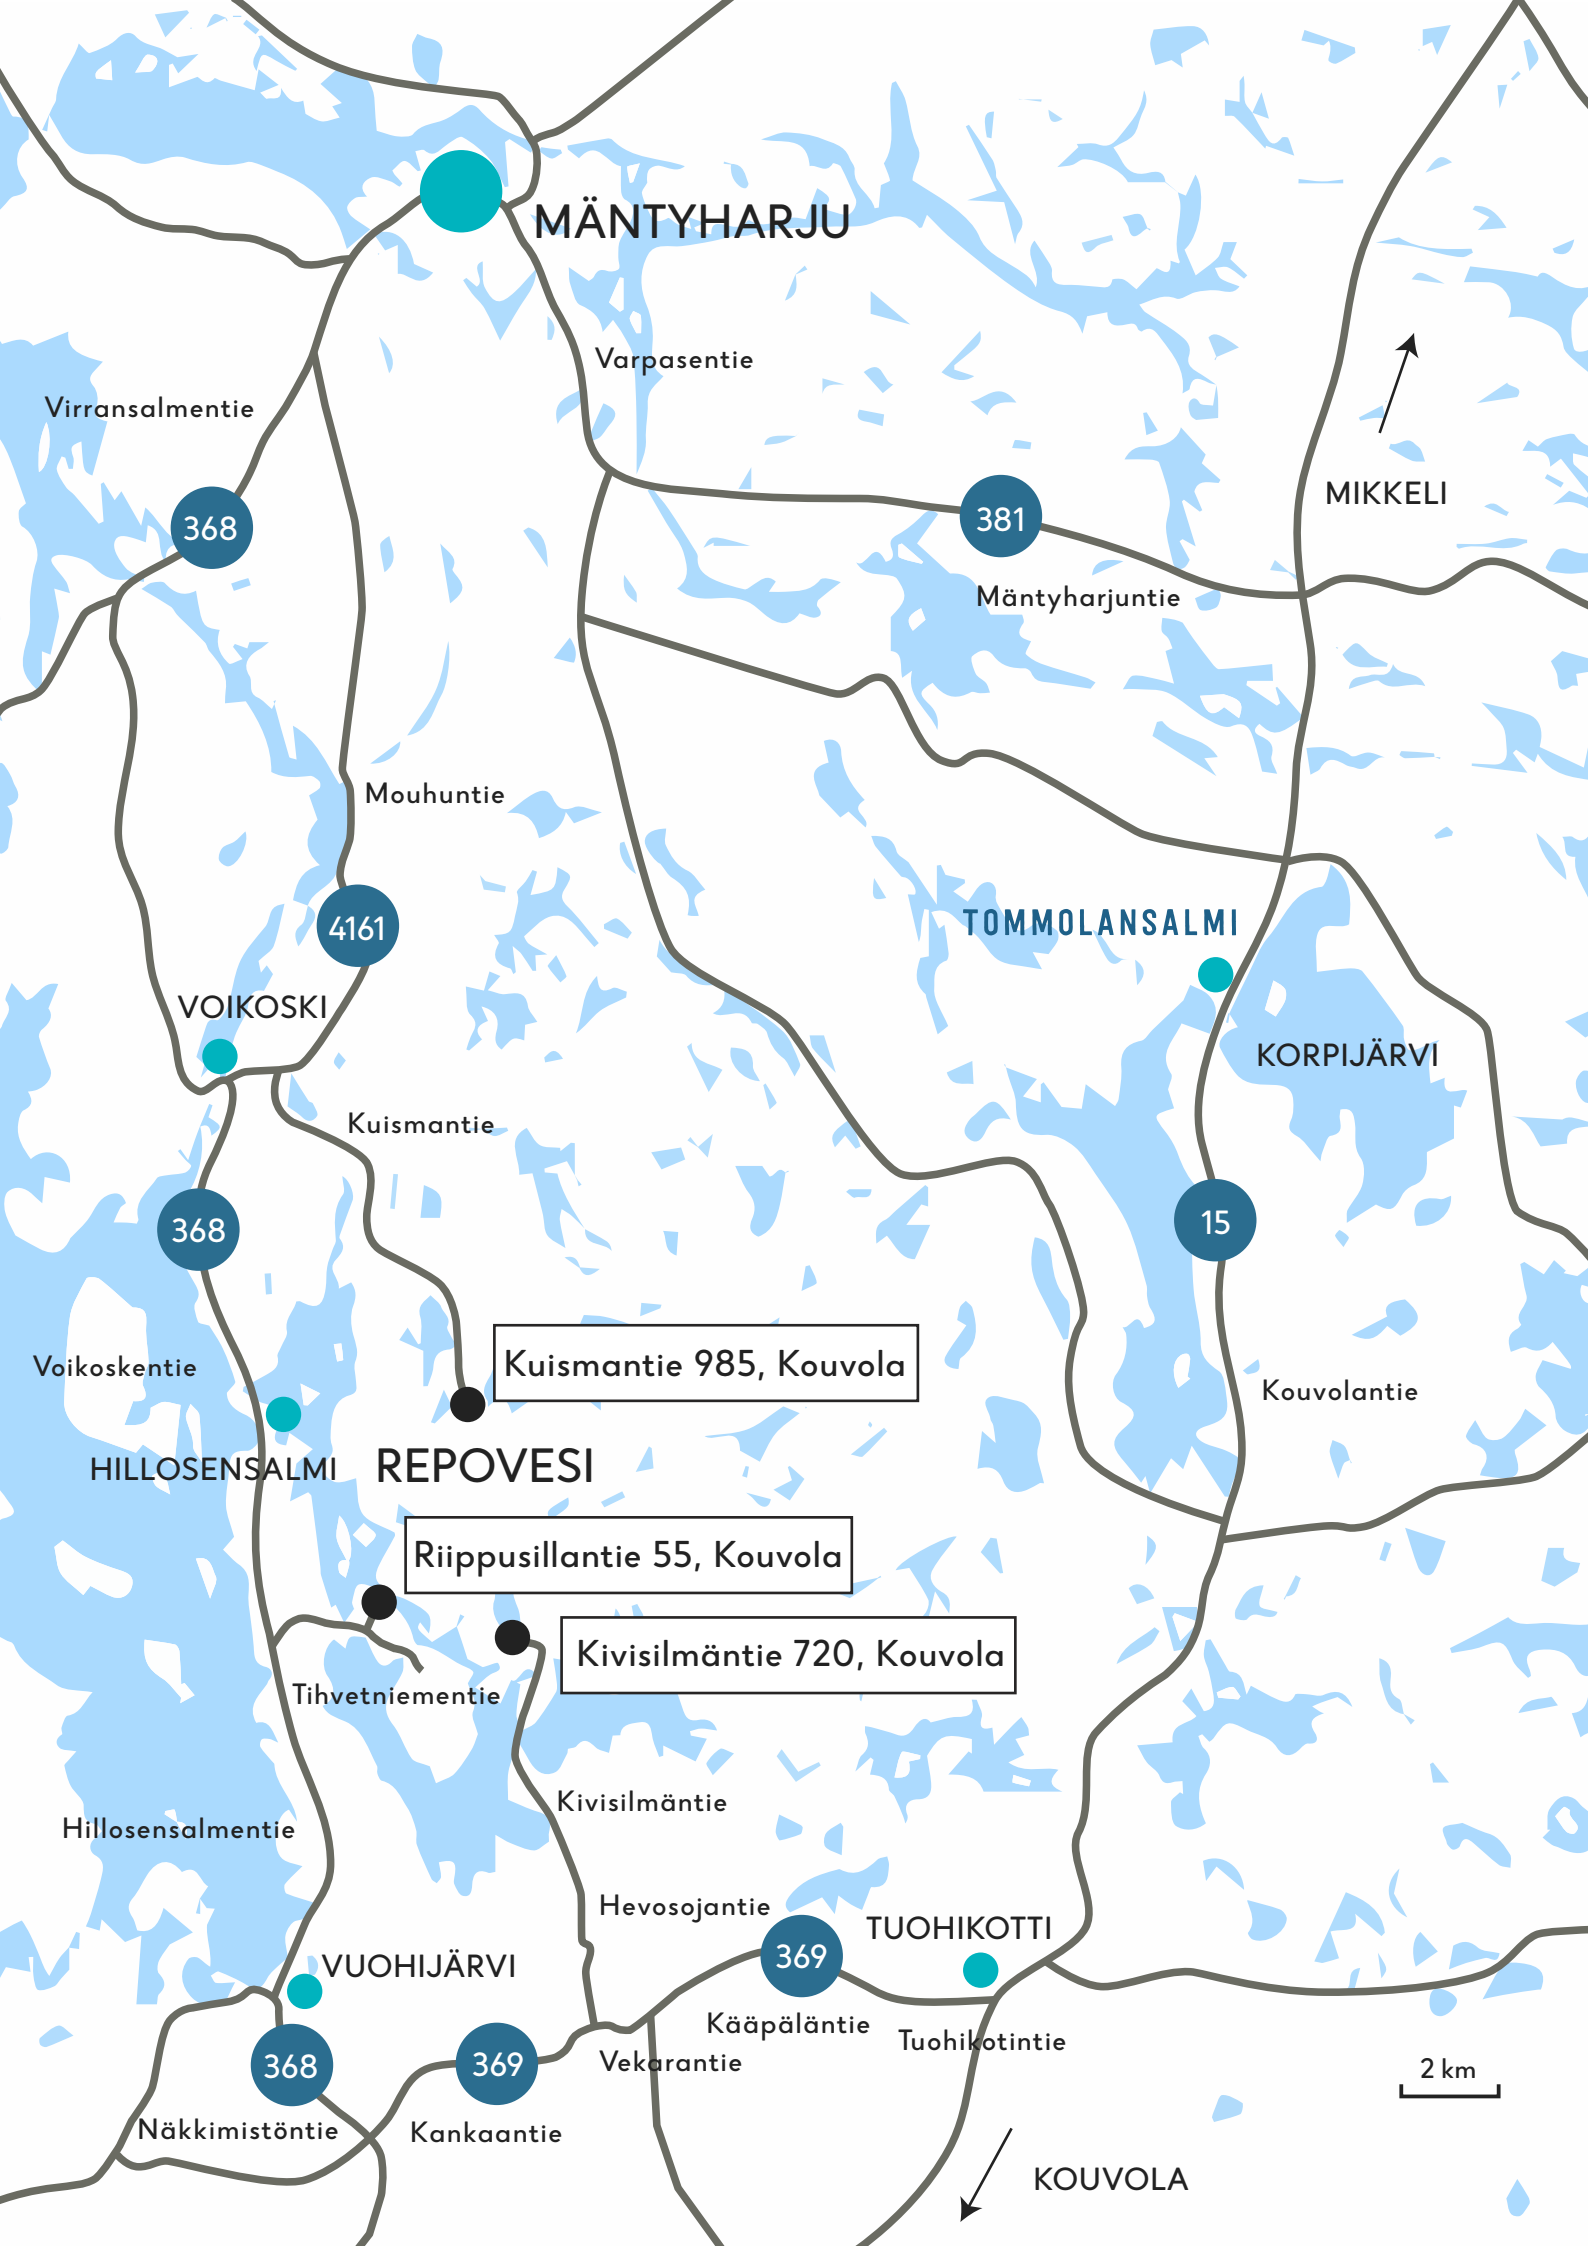 MÄNTYHARJU
Varpasentie
Virransalmentie
MIKKELI
368
381
Mäntyharjuntie
Mouhuntie
4161
TOMMOLANSALMI
VOIKOSKI
KORPIJÄRVI
Kuismantie
368
15
Voikoskentie
Kuismantie 985, Kouvola
Kouvolantie
HILLOSENSALMI
REPOVESI
Riippusillantie 55, Kouvola
Kivisilmäntie 720, Kouvola
Tihvetniementie
Kivisilmäntie
Hillosensalmentie
Hevosojantie
TUOHIKOTTI
369
VUOHIJÄRVI
Kääpäläntie
Tuohikotintie
368
369
Vekarantie
2 km
Näkkimistöntie
Kankaantie
KOUVOLA